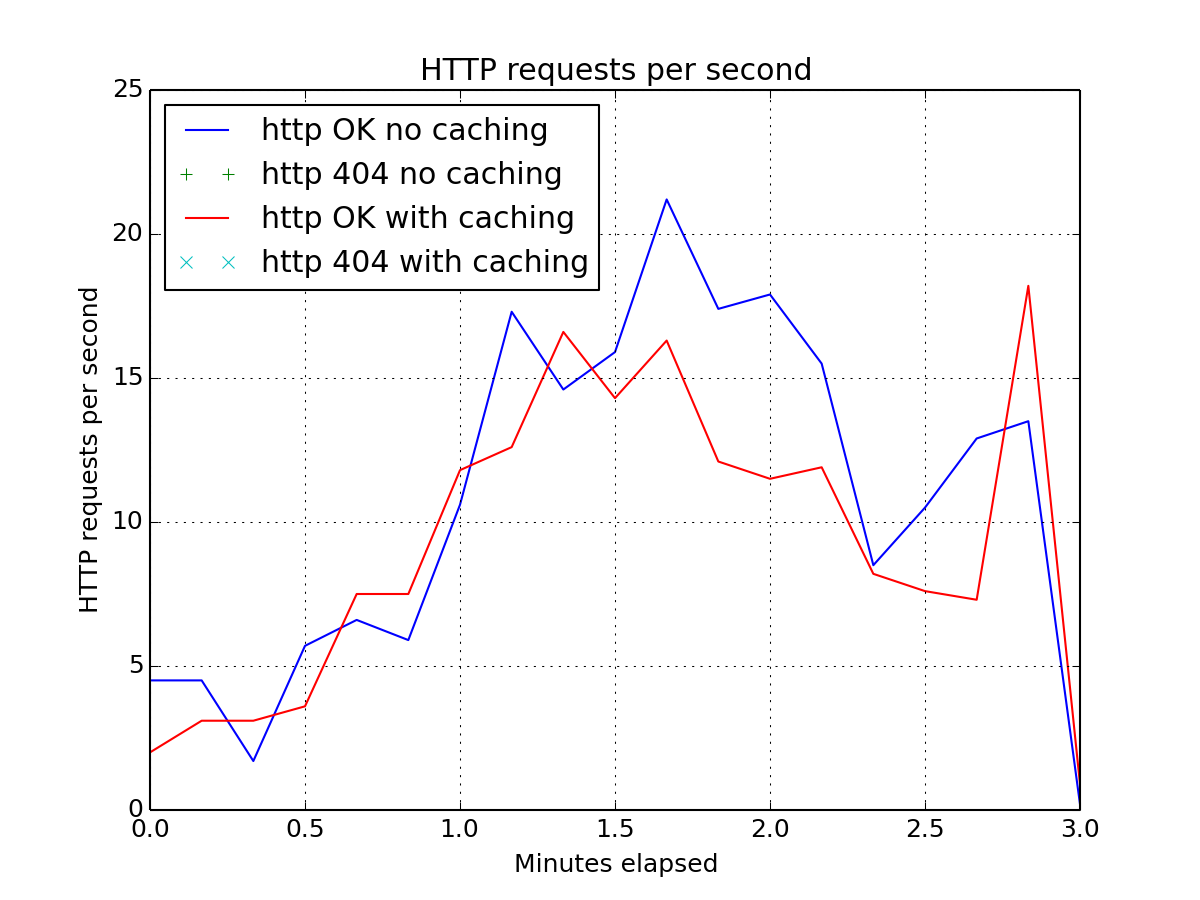 HTTP requests per second
25
http OK no caching
http 404 no caching
20
http OK with caching
http 404 with caching
HTTP requests per second
15
10
5
0
0.0 0.5 1.0 1.5 2.0 2.5 3.0
Minutes elapsed